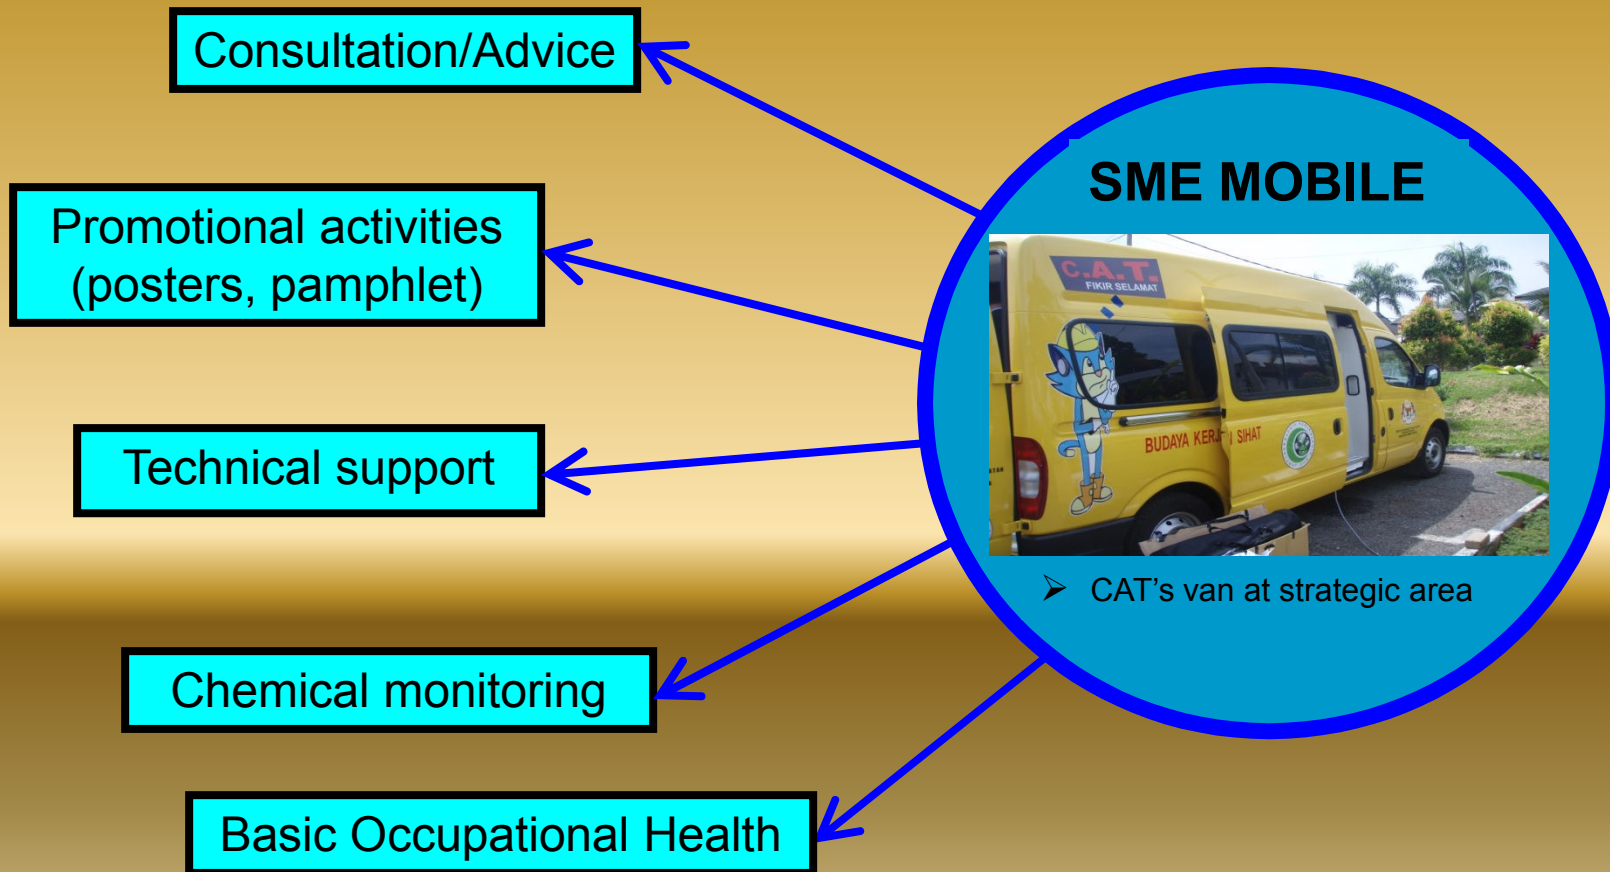 Consultation/Advice
Promotional activities
(posters, pamphlet)
Technical support
Chemical monitoring
Basic Occupational Health
SME MOBILE
C.A.T.
FIKIR SELAMAT
BUDAYA SIHAT
➢ CAT’s van at strategic area